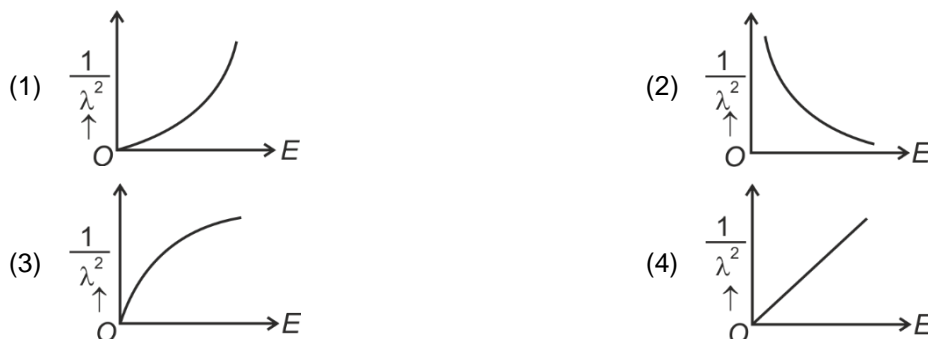 (1) 1/λ² ↑ O E
(2) 1/λ² ↑ O E
(3) 1/λ² ↑ O E
(4) 1/λ² ↑ O E